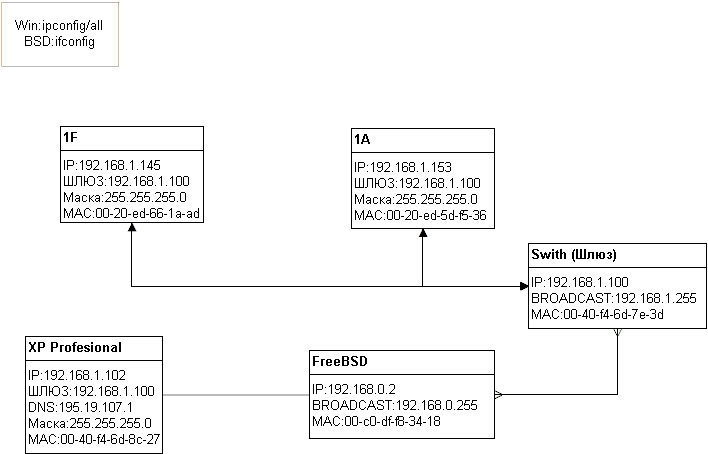 Win:ipconfig/all
BSD:ifconfig
1F
IP:192.168.1.145
ШЛЮЗ:192.168.1.100
Маска:255.255.255.0
MAC:00-20-ed-66-1a-ad
1A
IP:192.168.1.153
ШЛЮЗ:192.168.1.100
Маска:255.255.255.0
MAC:00-20-ed-5d-f5-36
Swith (Шлюз)
IP:192.168.1.100
BROADCAST:192.168.1.255
MAC:00-40-f4-6d-7e-3d
XP Profesional
IP:192.168.1.102
ШЛЮЗ:192.168.1.100
DNS:195.19.107.1
Маска:255.255.255.0
MAC:00-40-f4-6d-8c-27
FreeBSD
IP:192.168.0.2
BROADCAST:192.168.0.255
MAC:00-c0-df-f8-34-18